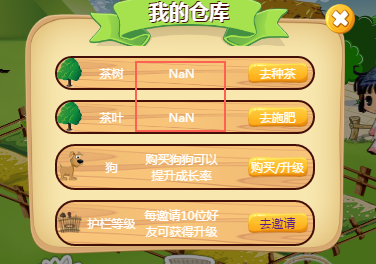 我的仓库
茶树 NaN 去种茶
茶叶 NaN 去施肥
狗 购买狗狗可以 购买/升级
提升成长率
护栏等级 每邀请10位好 去邀请
友可获得升级